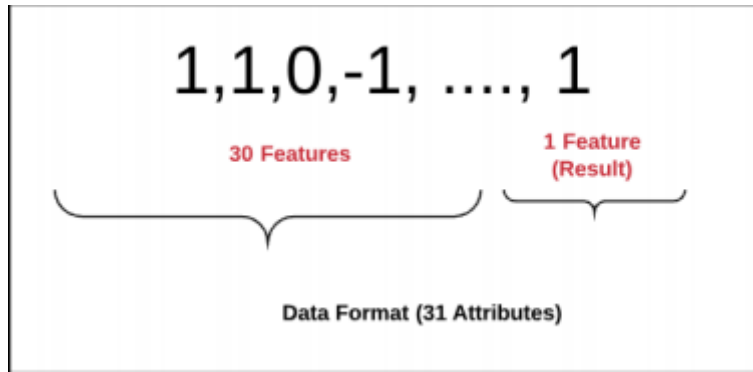 1,1,0,-1, ...., 1
30 Features
1 Feature
(Result)
Data Format (31 Attributes)